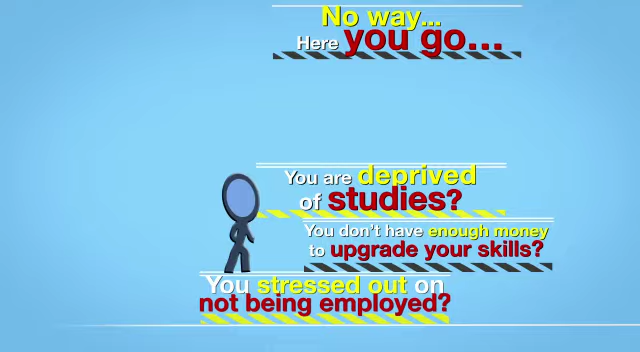 No way...
Here you go...
You are deprived
of studies?
You don't have enough money
to upgrade your skills?
You stressed out on
not being employed?